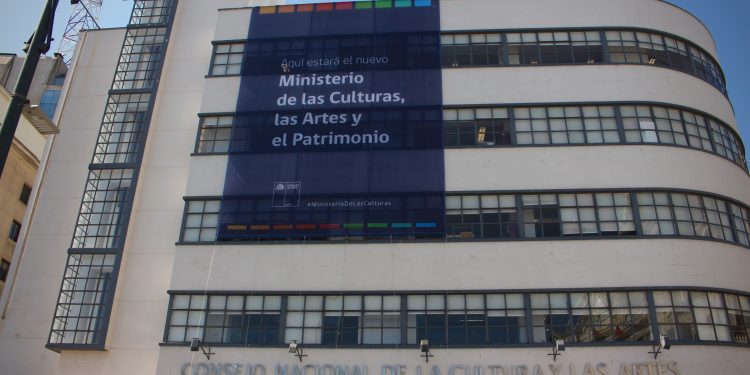 Aquí estará el nuevo
Ministerio
de las Culturas,
las Artes y
el Patrimonio
#MinisterioDeLasCulturas
CONSEJO NACIONAL DE LA CULTURA Y LAS ARTES